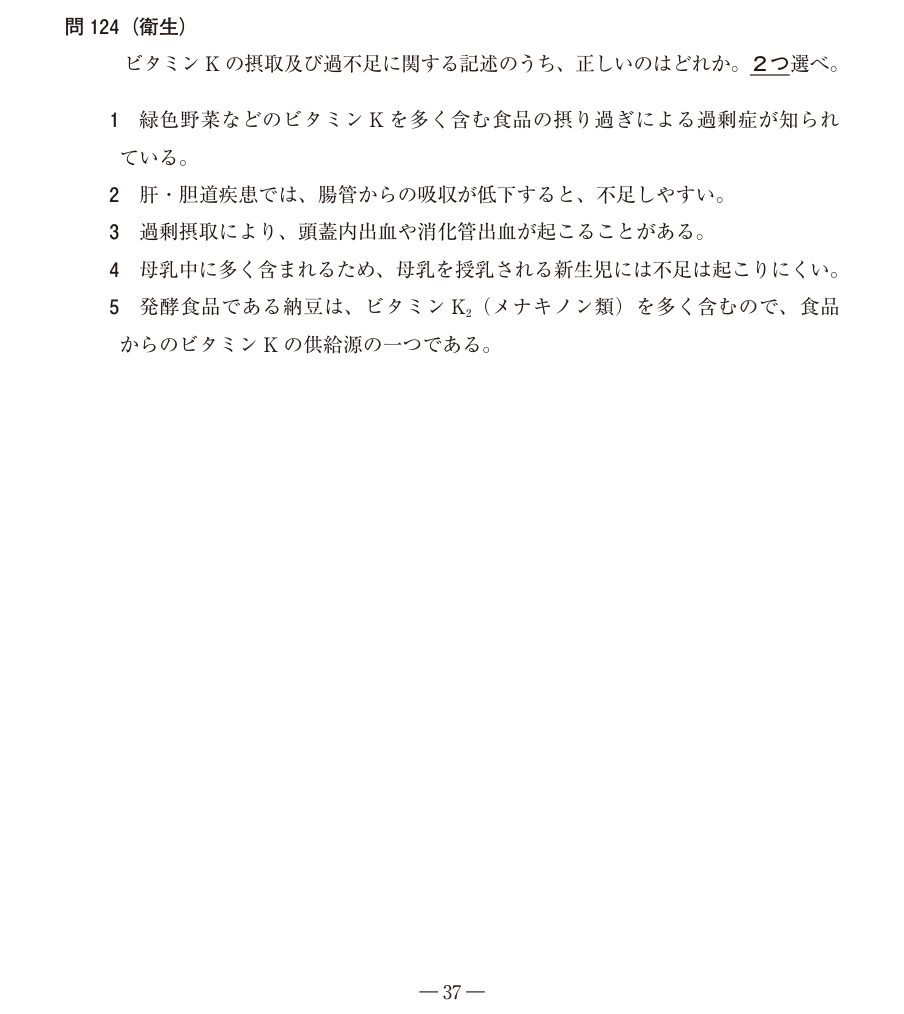 問 124（衛生）
ビタミン K の摂取及び過不足に関する記述のうち、正しいのはどれか。２つ選べ。
1　緑色野菜などのビタミン K を多く含む食品の摂り過ぎによる過剰症が知られ
ている。
2　肝・胆道疾患では、腸管からの吸収が低下すると、不足しやすい。
3　過剰摂取により、頭蓋内出血や消化管出血が起こることがある。
4　母乳中に多く含まれるため、母乳を授乳される新生児には不足は起こりにくい。
5　発酵食品である納豆は、ビタミン K₂（メナキノン類）を多く含むので、食品
からのビタミン K の供給源の一つである。
― 37 ―